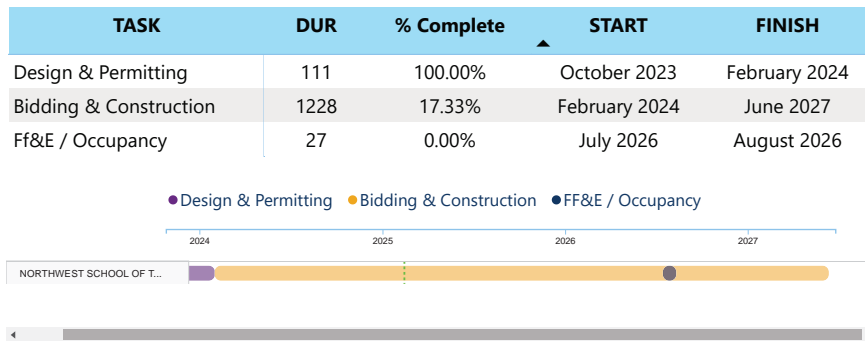 TASK DUR % Complete START FINISH
Design & Permitting 111 100.00% October 2023 February 2024
Bidding & Construction 1228 17.33% February 2024 June 2027
Ff&E / Occupancy 27 0.00% July 2026 August 2026
Design & Permitting Bidding & Construction FF&E / Occupancy
2024 2025 2026 2027
NORTHWEST SCHOOL OF T...